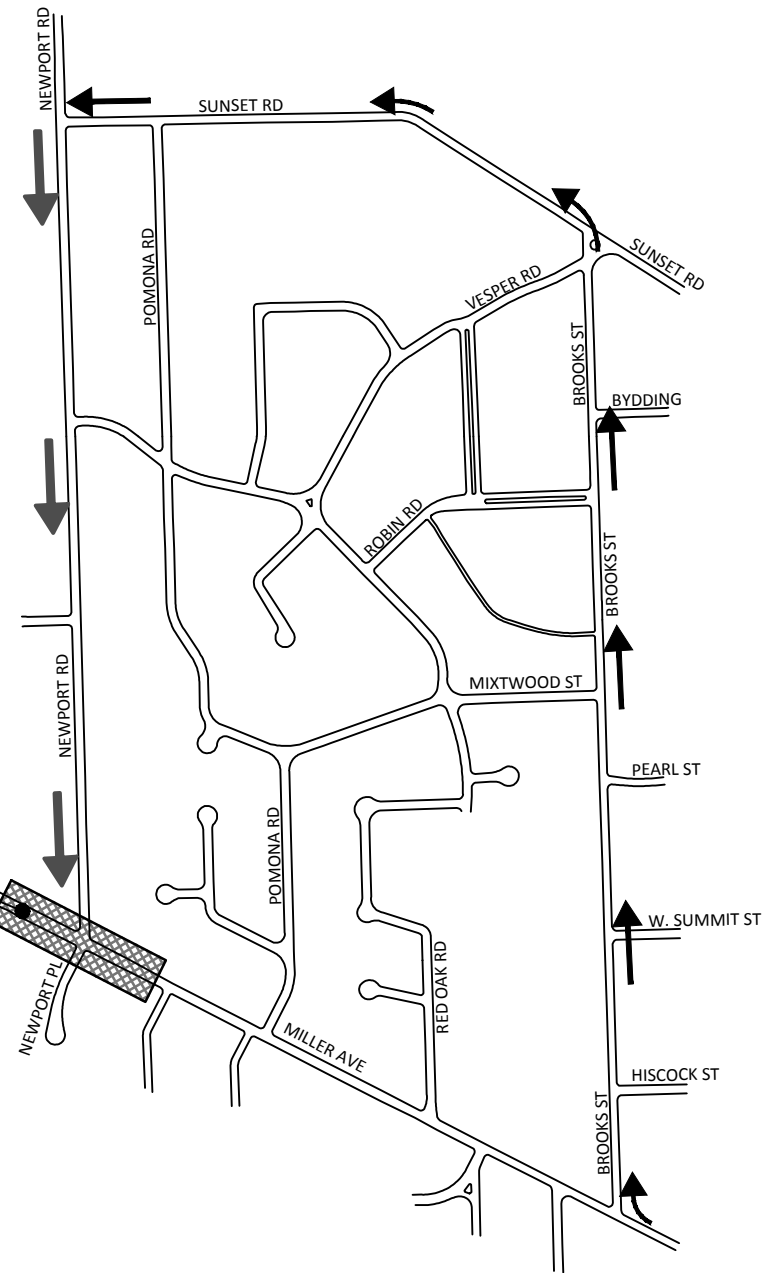 NEWPORT RD
SUNSET RD
POMONA RD
SUNSET RD
VESPER RD
BROOKS ST
BYDDING
ROBIN RD
BROOKS ST
MIXTWOOD ST
NEWPORT RD
PEARL ST
POMONA RD
W. SUMMIT ST
RED OAK RD
NEWPORT PL
MILLER AVE
HISCOCK ST
BROOKS ST